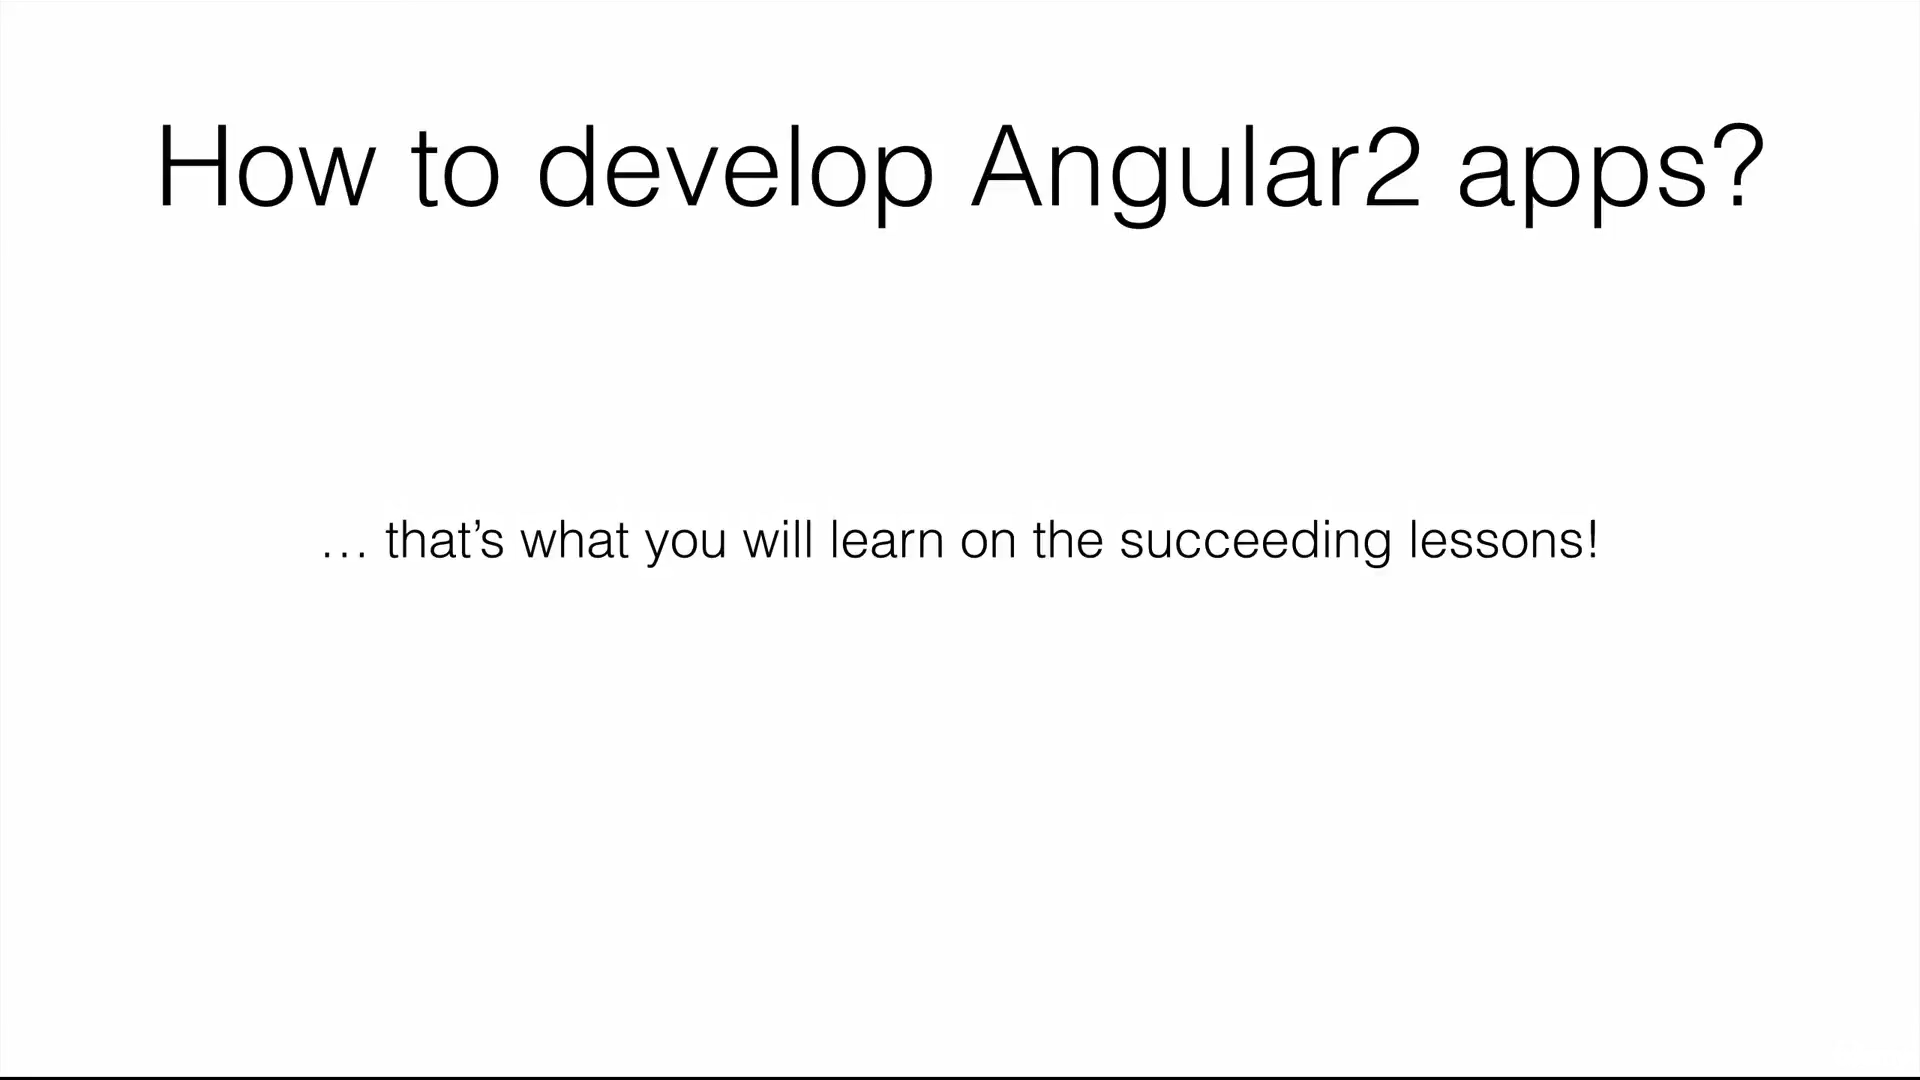 How to develop Angular2 apps?
… that’s what you will learn on the succeeding lessons!